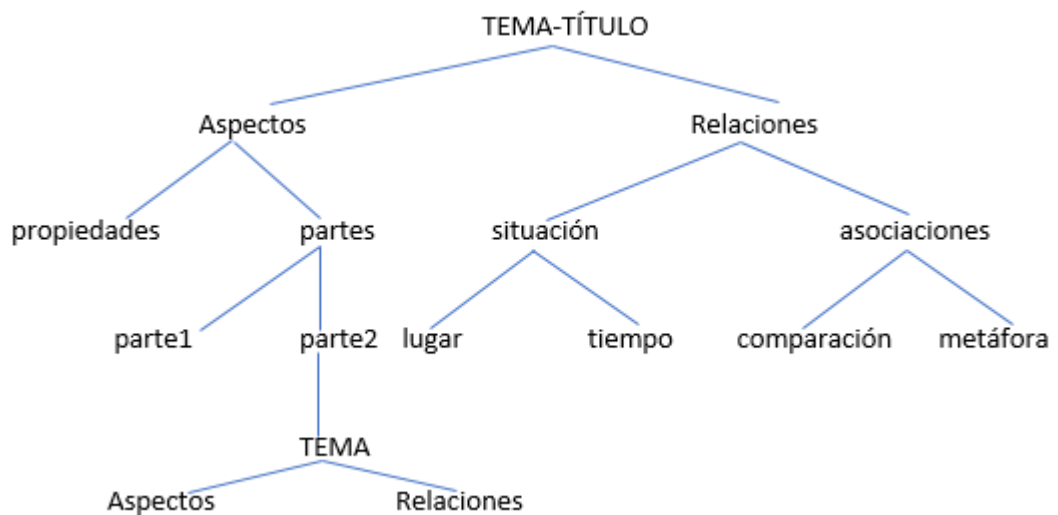 TEMA-TÍTULO
Aspectos Relaciones
propiedades partes situación asociaciones
parte1 parte2 lugar tiempo comparación metáfora
TEMA
Aspectos Relaciones